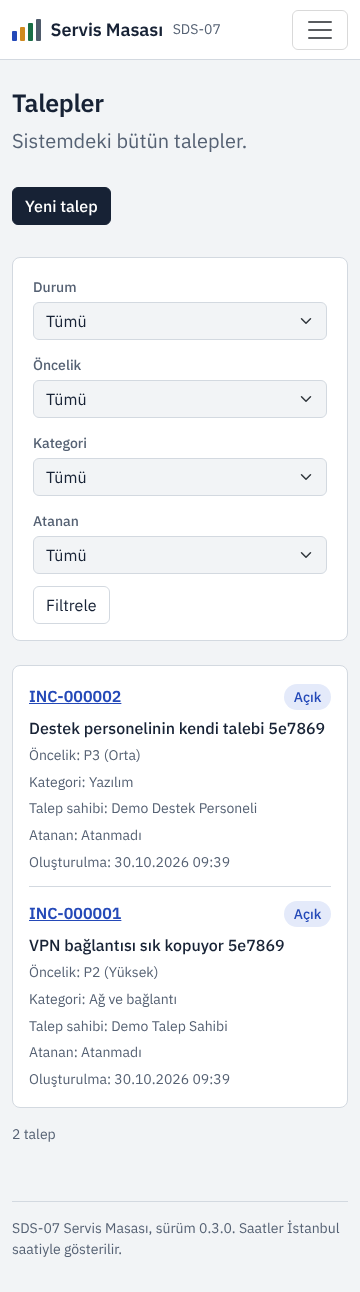 Servis Masası SDS-07
Talepler
Sistemdeki bütün talepler.
Yeni talep
Durum
Tümü
Öncelik
Tümü
Kategori
Tümü
Atanan
Tümü
Filtrele
INC-000002 Açık
Destek personelinin kendi talebi 5e7869
Öncelik: P3 (Orta)
Kategori: Yazılım
Talep sahibi: Demo Destek Personeli
Atanan: Atanmadı
Oluşturulma: 30.10.2026 09:39
INC-000001 Açık
VPN bağlantısı sık kopuyor 5e7869
Öncelik: P2 (Yüksek)
Kategori: Ağ ve bağlantı
Talep sahibi: Demo Talep Sahibi
Atanan: Atanmadı
Oluşturulma: 30.10.2026 09:39
2 talep
SDS-07 Servis Masası, sürüm 0.3.0. Saatler İstanbul
saatiyle gösterilir.